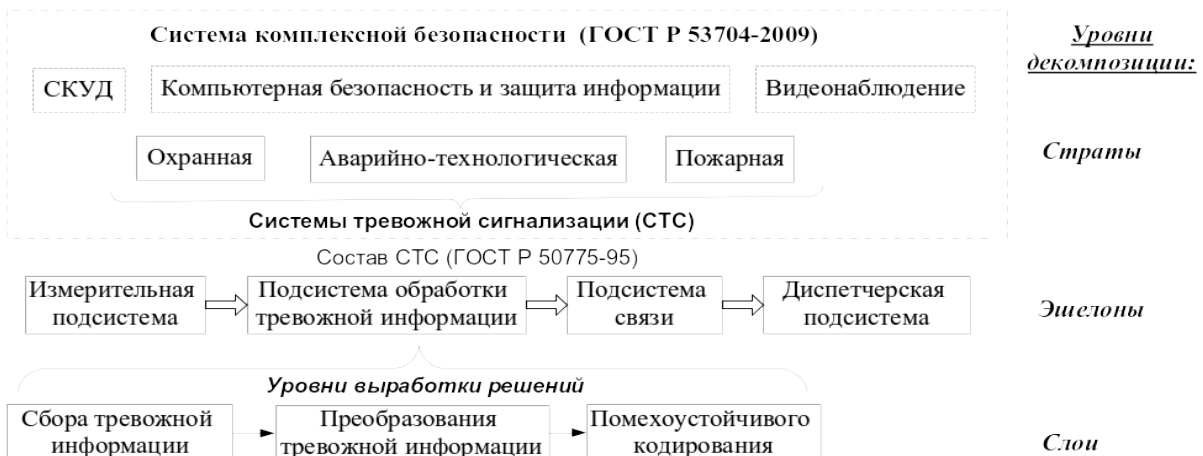 Система комплексной безопасности (ГОСТ Р 53704-2009)
Уровни
декомпозиции:
СКУД
Компьютерная безопасность и защита информации
Видеонаблюдение
Охранная
Аварийно-технологическая
Пожарная
Страты
Системы тревожной сигнализации (СТС)
Состав СТС (ГОСТ Р 50775-95)
Измерительная
подсистема
Подсистема обработки
тревожной информации
Подсистема
связи
Диспетчерская
подсистема
Эшелоны
Уровни выработки решений
Сбора тревожной
информации
Преобразования
тревожной информации
Помехоустойчивого
кодирования
Слои